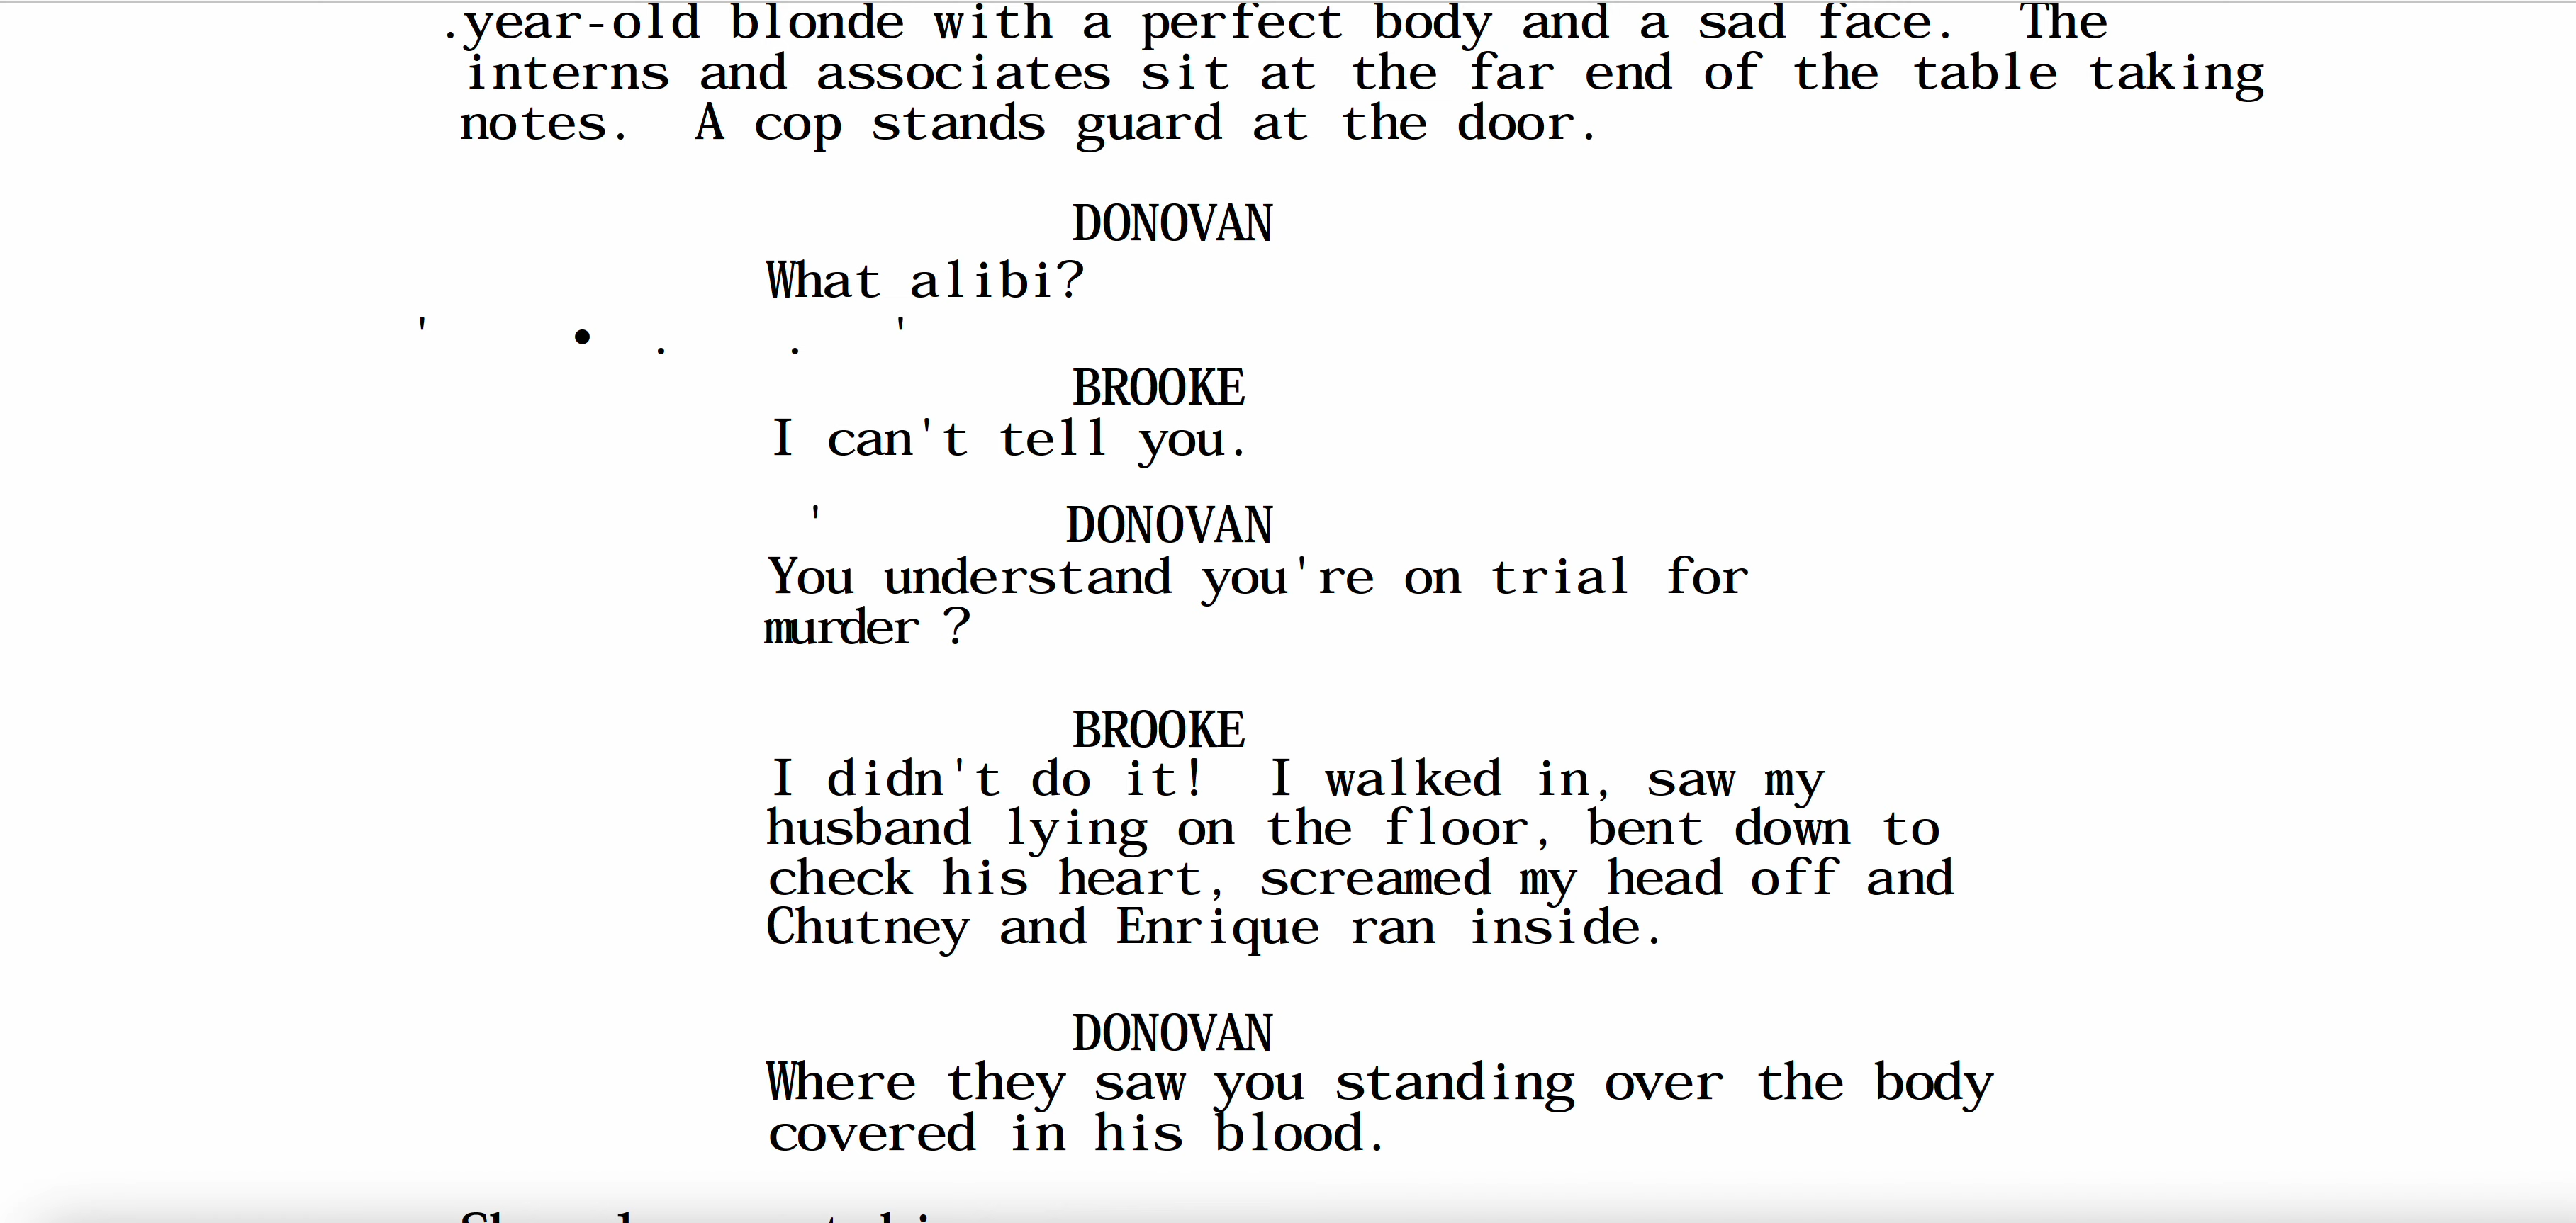 .year-old blonde with a perfect body and a sad face. The
interns and associates sit at the far end of the table taking
notes. A cop stands guard at the door.
DONOVAN
What alibi?
' • . . '
BROOKE
I can't tell you.
' DONOVAN
You understand you're on trial for
murder ?
BROOKE
I didn't do it! I walked in, saw my
husband lying on the floor, bent down to
check his heart, screamed my head off and
Chutney and Enrique ran inside.
DONOVAN
Where they saw you standing over the body
covered in his blood.